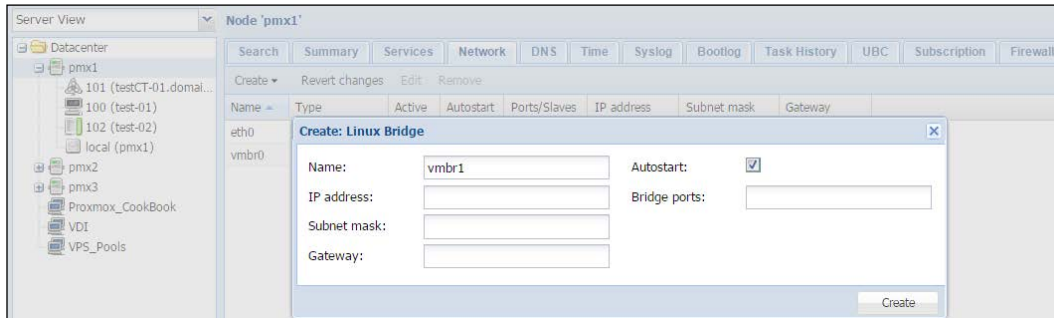 Server View
Node 'pmx1'
Datacenter
pmx1
101 (testCT-01.domai...
100 (test-01)
102 (test-02)
local (pmx1)
pmx2
pmx3
Proxmox_CookBook
VDI
VPS_Pools
Search Summary Services Network DNS Time Syslog Bootlog Task History UBC Subscription Firewall
Create Revert changes Edit Remove
Name Type Active Autostart Ports/Slaves IP address Subnet mask Gateway
eth0
vmbr0
Create: Linux Bridge
Name: vmbr1 Autostart:
IP address: Bridge ports:
Subnet mask:
Gateway:
Create